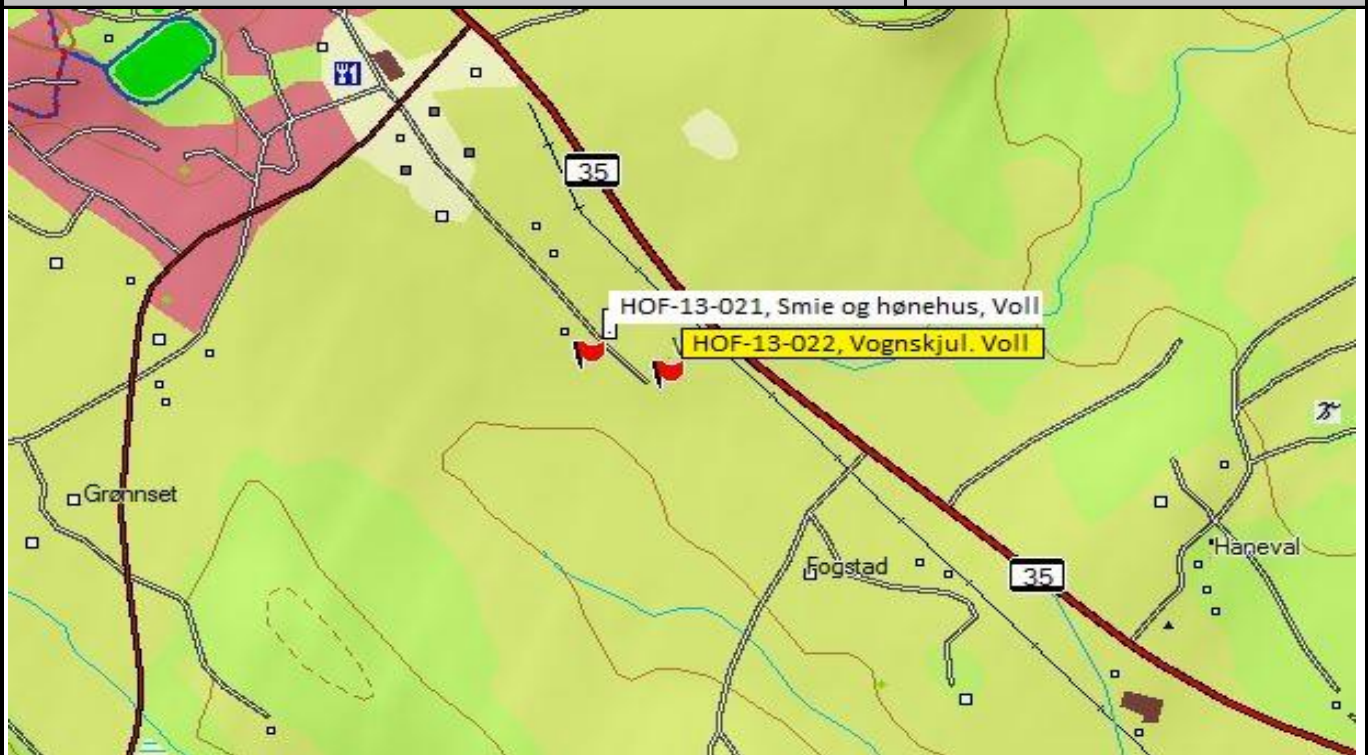 35
HOF-13-021, Smie og hønehus, Voll
HOF-13-022, Vognskjul. Voll
Grønnset
Haneval
Fogstad
35